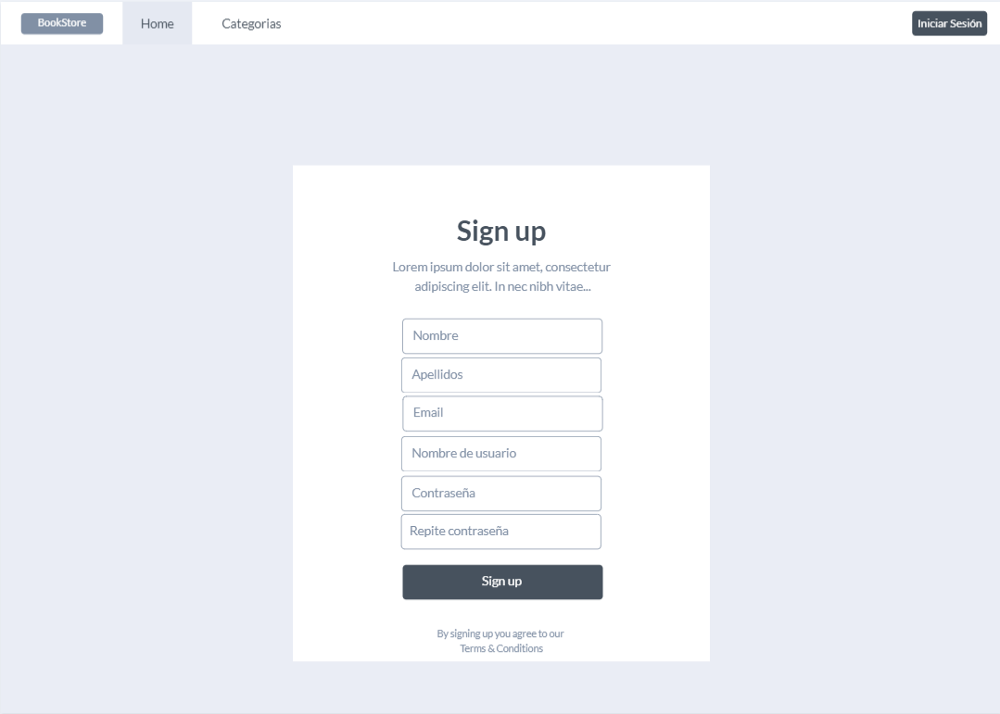 BookStore
Home
Categorias
Iniciar Sesión
Sign up
Lorem ipsum dolor sit amet, consectetur
adipiscing elit. In nec nibh vitae...
Nombre
Apellidos
Email
Nombre de usuario
Contraseña
Repite contraseña
Sign up
By signing up you agree to our
Terms & Conditions